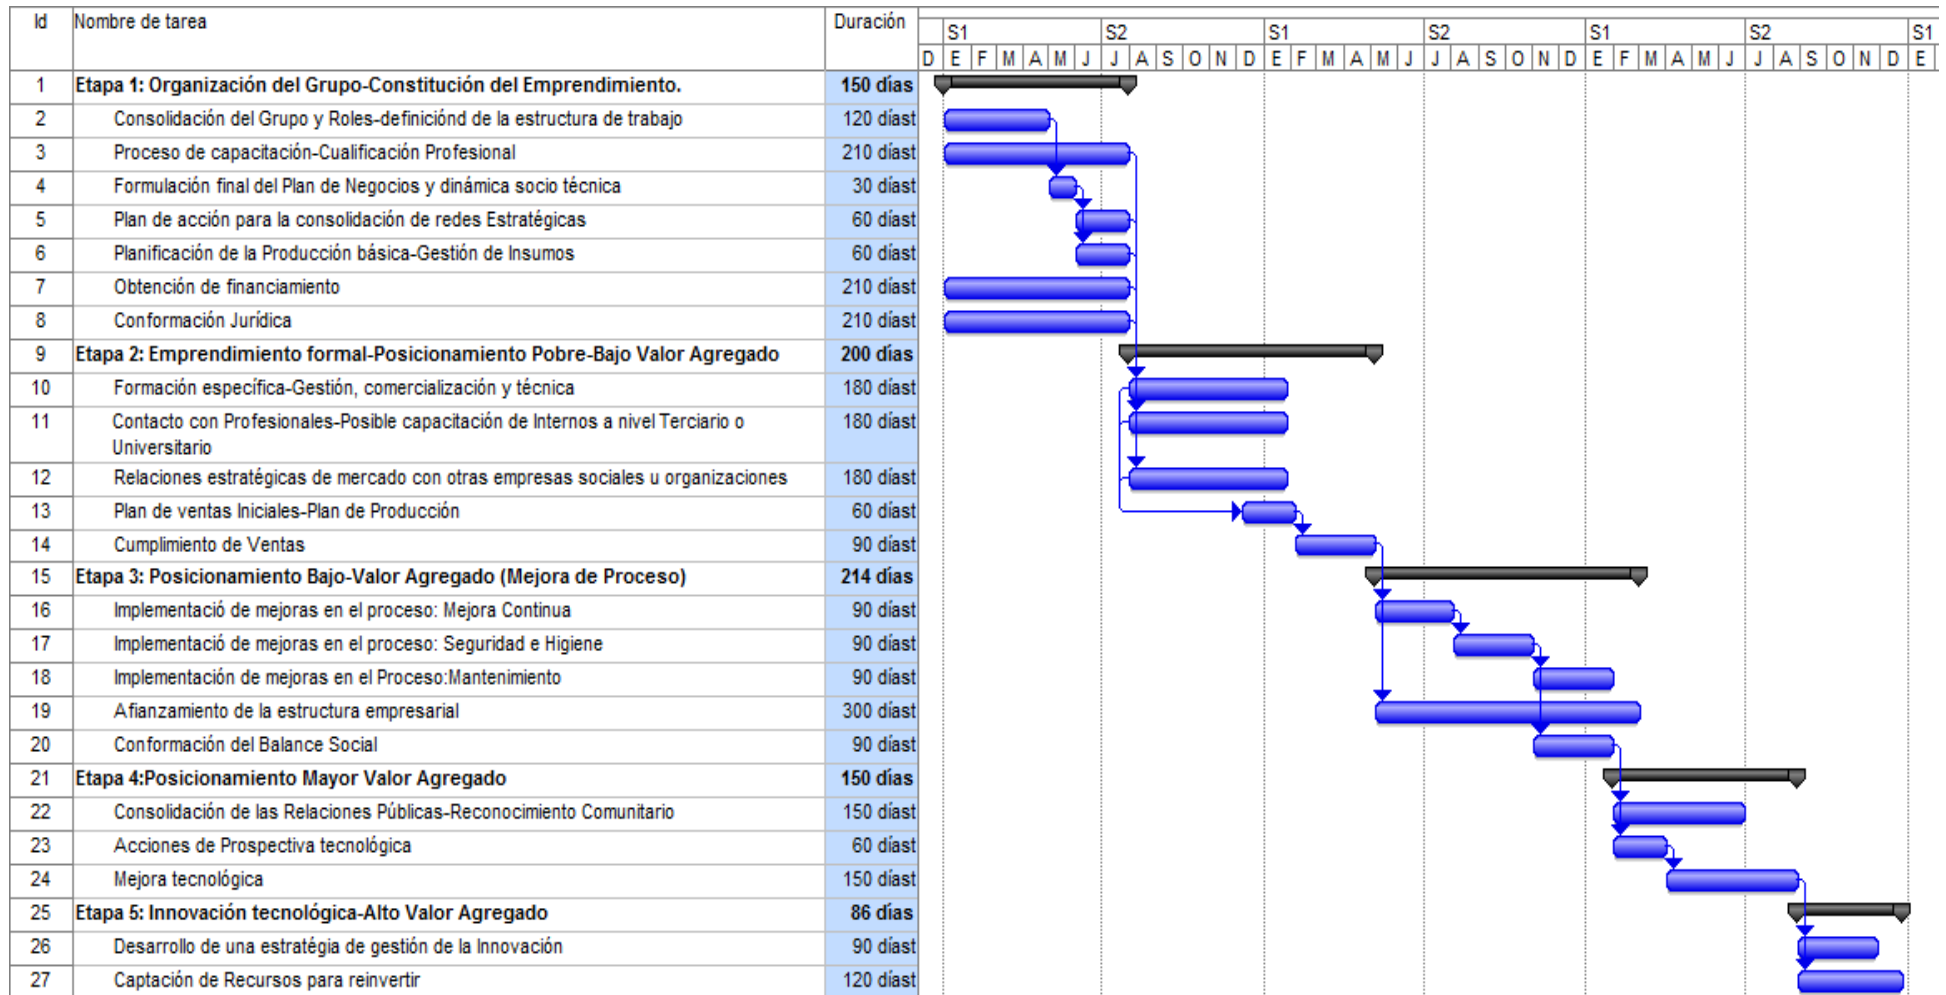 Id Nombre de tarea Duración
S1 S2 S1 S2 S1 S2 S1
D E F M A M J J A S O N D E F M A M J J A S O N D E F M A M J J A S O N D E
1 Etapa 1: Organización del Grupo-Constitución del Emprendimiento. 150 días
2 Consolidación del Grupo y Roles-definiciónd de la estructura de trabajo 120 díast
3 Proceso de capacitación-Cualificación Profesional 210 díast
4 Formulación final del Plan de Negocios y dinámica socio técnica 30 díast
5 Plan de acción para la consolidación de redes Estratégicas 60 díast
6 Planificación de la Producción básica-Gestión de Insumos 60 díast
7 Obtención de financiamiento 210 díast
8 Conformación Jurídica 210 díast
9 Etapa 2: Emprendimiento formal-Posicionamiento Pobre-Bajo Valor Agregado 200 días
10 Formación específica-Gestión, comercialización y técnica 180 díast
11 Contacto con Profesionales-Posible capacitación de Internos a nivel Terciario o 180 díast
Universitario
12 Relaciones estratégicas de mercado con otras empresas sociales u organizaciones 180 díast
13 Plan de ventas Iniciales-Plan de Producción 60 díast
14 Cumplimiento de Ventas 90 díast
15 Etapa 3: Posicionamiento Bajo-Valor Agregado (Mejora de Proceso) 214 días
16 Implementació de mejoras en el proceso: Mejora Continua 90 díast
17 Implementació de mejoras en el proceso: Seguridad e Higiene 90 díast
18 Implementación de mejoras en el Proceso:Mantenimiento 90 díast
19 Afianzamiento de la estructura empresarial 300 díast
20 Conformación del Balance Social 90 díast
21 Etapa 4:Posicionamiento Mayor Valor Agregado 150 días
22 Consolidación de las Relaciones Públicas-Reconocimiento Comunitario 150 díast
23 Acciones de Prospectiva tecnológica 60 díast
24 Mejora tecnológica 150 díast
25 Etapa 5: Innovación tecnológica-Alto Valor Agregado 86 días
26 Desarrollo de una estratégia de gestión de la Innovación 90 díast
27 Captación de Recursos para reinvertir 120 díast